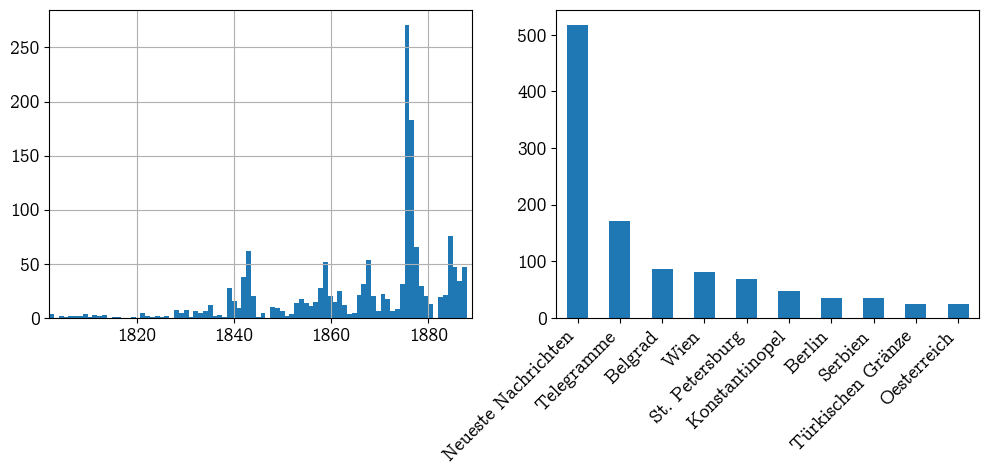 250
200
150
100
50
0
1820 1840 1860 1880
500
400
300
200
100
0
Neueste Nachrichten
Telegramme
Belgrad
Wien
St. Petersburg
Konstantinopel
Berlin
Serbien
Türkischen Gränze
Oesterreich